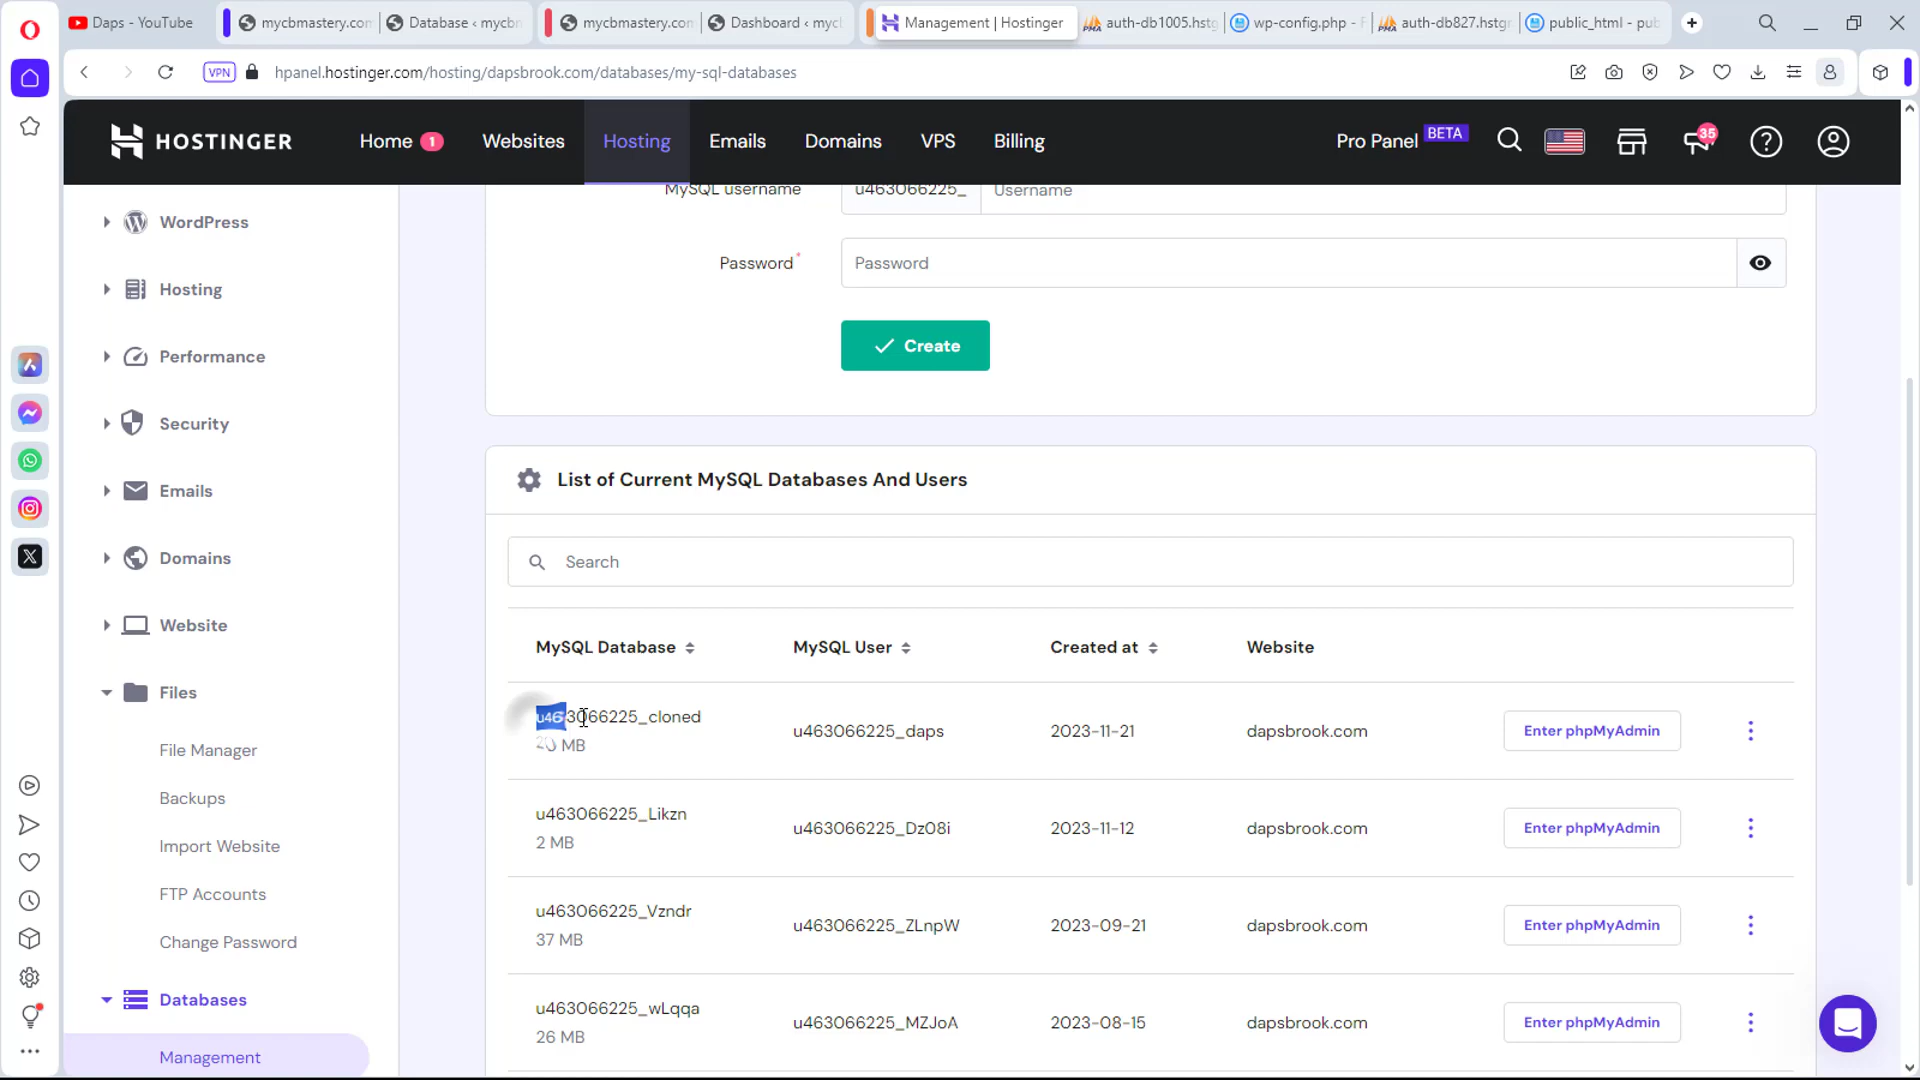 Daps - YouTube
mycbmastery.com
Database ‹ mycbm
mycbmastery.com
Dashboard ‹ mycl
Management | Hostinger
auth-db1005.hstg
wp-config.php - F
auth-db827.hstgr
public_html - pub
VPN
hpanel.hostinger.com/hosting/dapsbrook.com/databases/my-sql-databases
HOSTINGER
Home 1
Websites
Hosting
Emails
Domains
VPS
Billing
Pro Panel BETA
35
WordPress
Hosting
Performance
Security
Emails
Domains
Website
Files
File Manager
Backups
Import Website
FTP Accounts
Change Password
Databases
Management
MySQL username
u463066225_
Username
Password*
Password
Create
List of Current MySQL Databases And Users
Search
MySQL Database
MySQL User
Created at
Website
u463066225_cloned
MB
u463066225_daps
2023-11-21
dapsbrook.com
Enter phpMyAdmin
u463066225_Likzn
2 MB
u463066225_Dz08i
2023-11-12
dapsbrook.com
Enter phpMyAdmin
u463066225_Vzndr
37 MB
u463066225_ZLnpW
2023-09-21
dapsbrook.com
Enter phpMyAdmin
u463066225_wLqqa
26 MB
u463066225_MZJoA
2023-08-15
dapsbrook.com
Enter phpMyAdmin